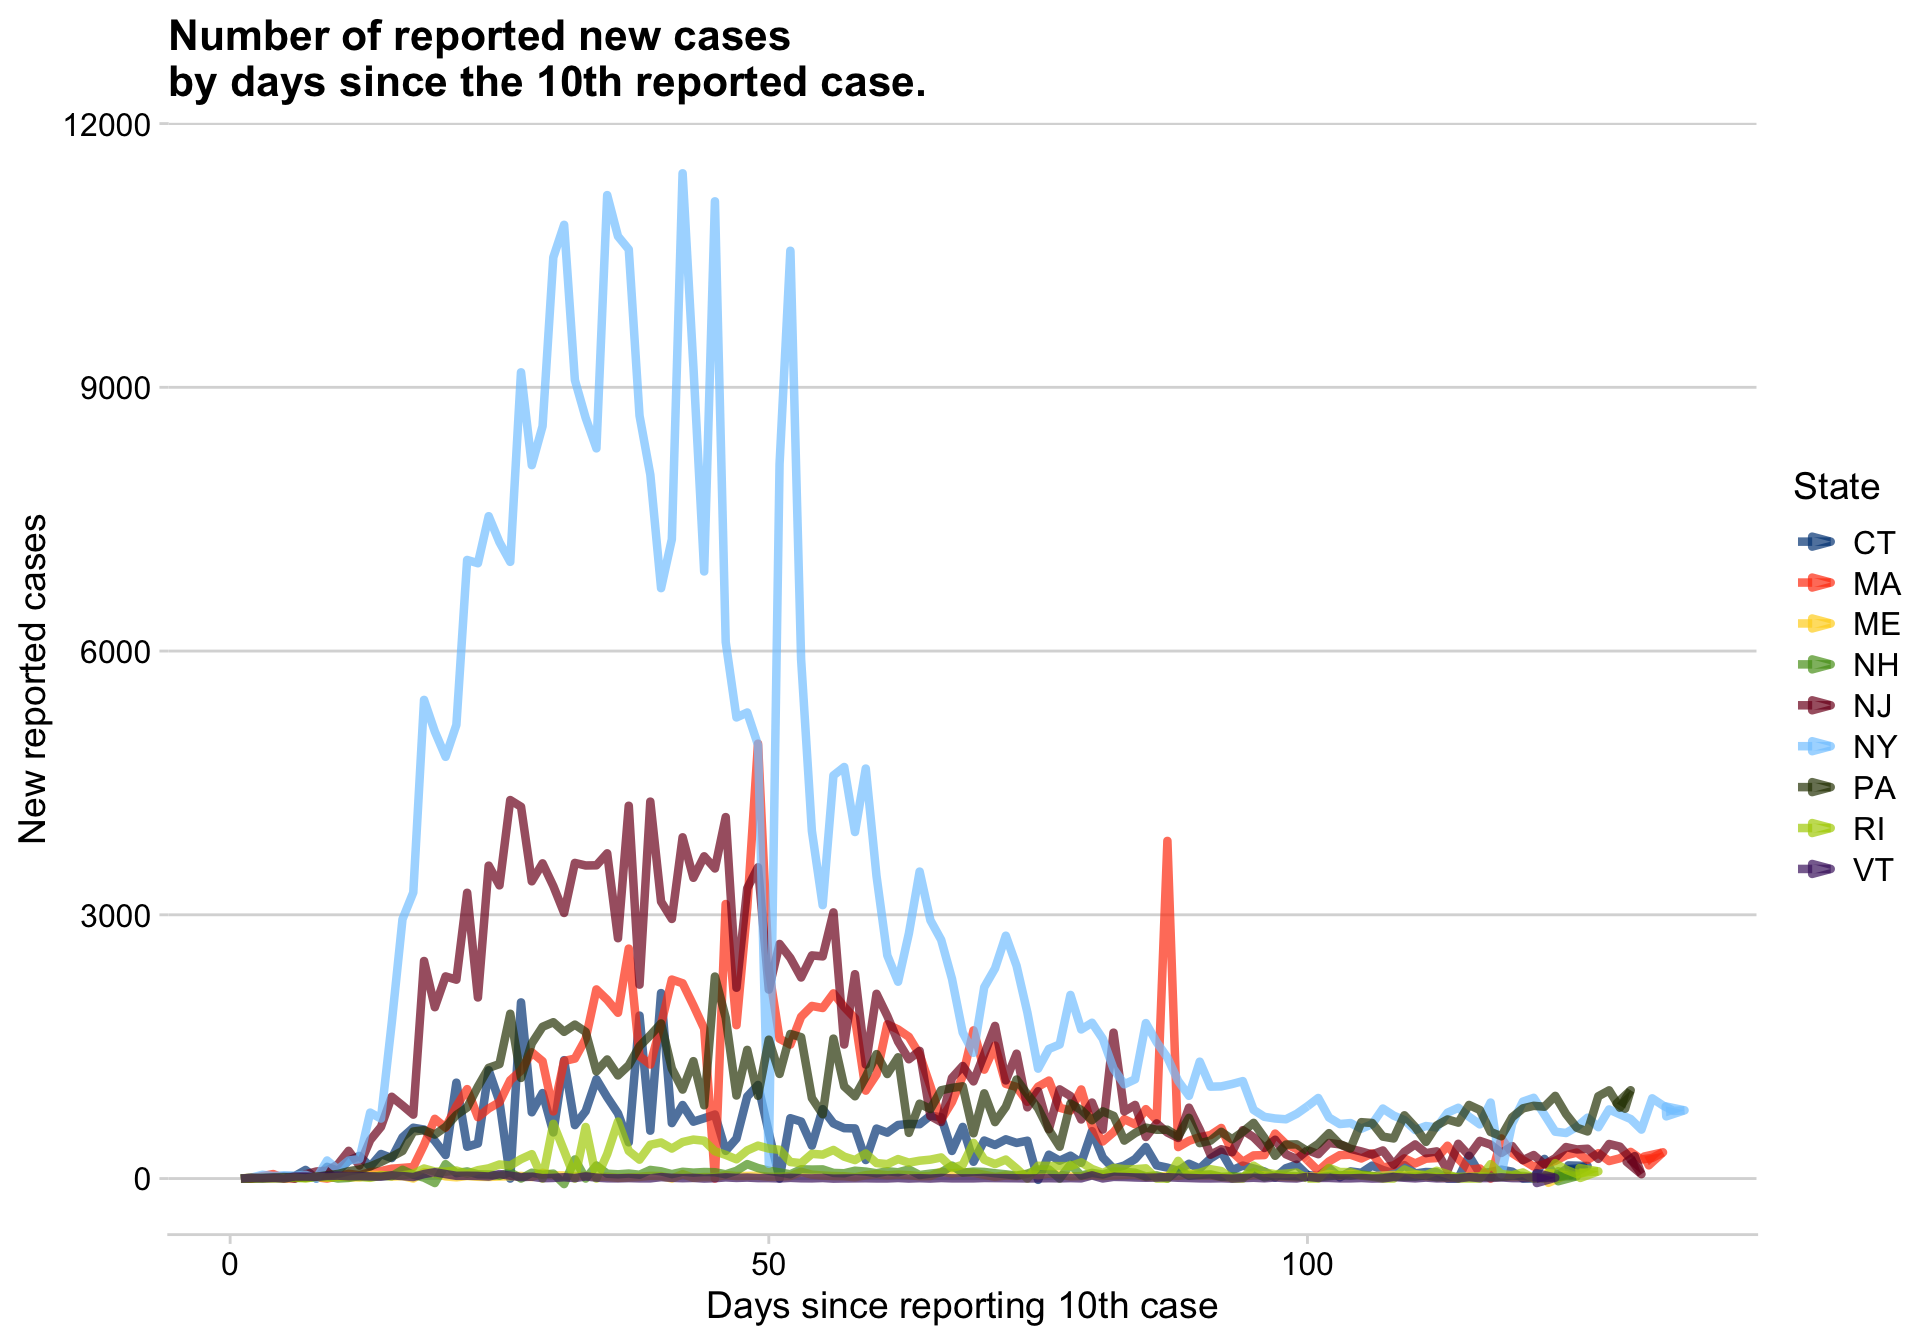 Number of reported new cases
by days since the 10th reported case.
12000
9000
6000
3000
0
New reported cases
0 50 100
Days since reporting 10th case
State
CT
MA
ME
NH
NJ
NY
PA
RI
VT